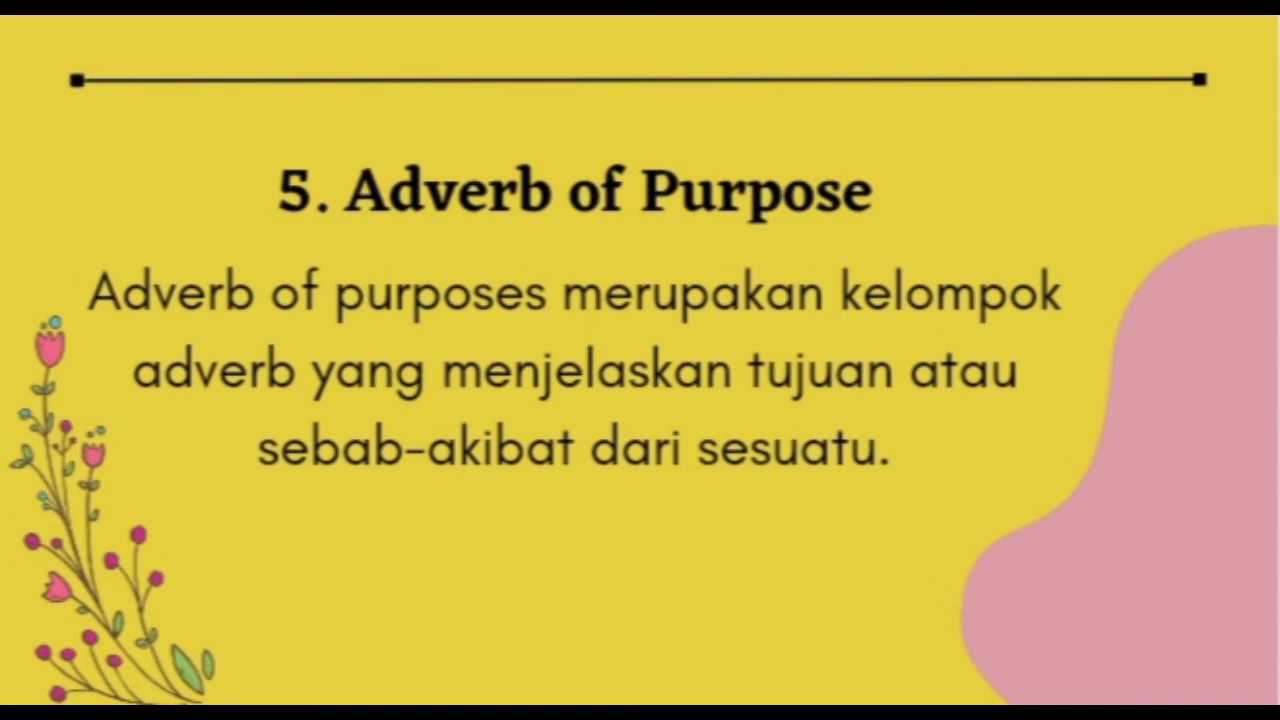 5. Adverb of Purpose
Adverb of purposes merupakan kelompok
adverb yang menjelaskan tujuan atau
sebab-akibat dari sesuatu.